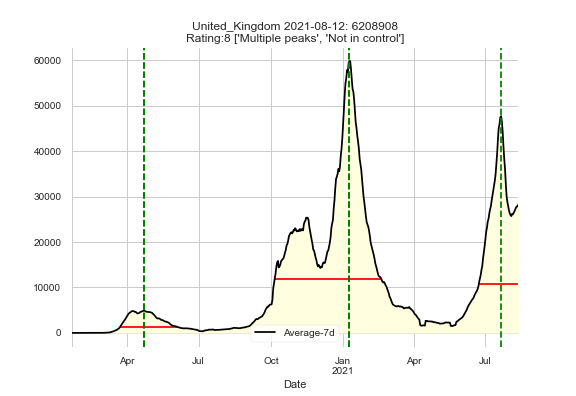 United_Kingdom 2021-08-12: 6208908
Rating:8 ['Multiple peaks', 'Not in control']
60000
50000
40000
30000
20000
10000
0
Average-7d
Apr
Jul
Oct
Jan
2021
Apr
Jul
Date